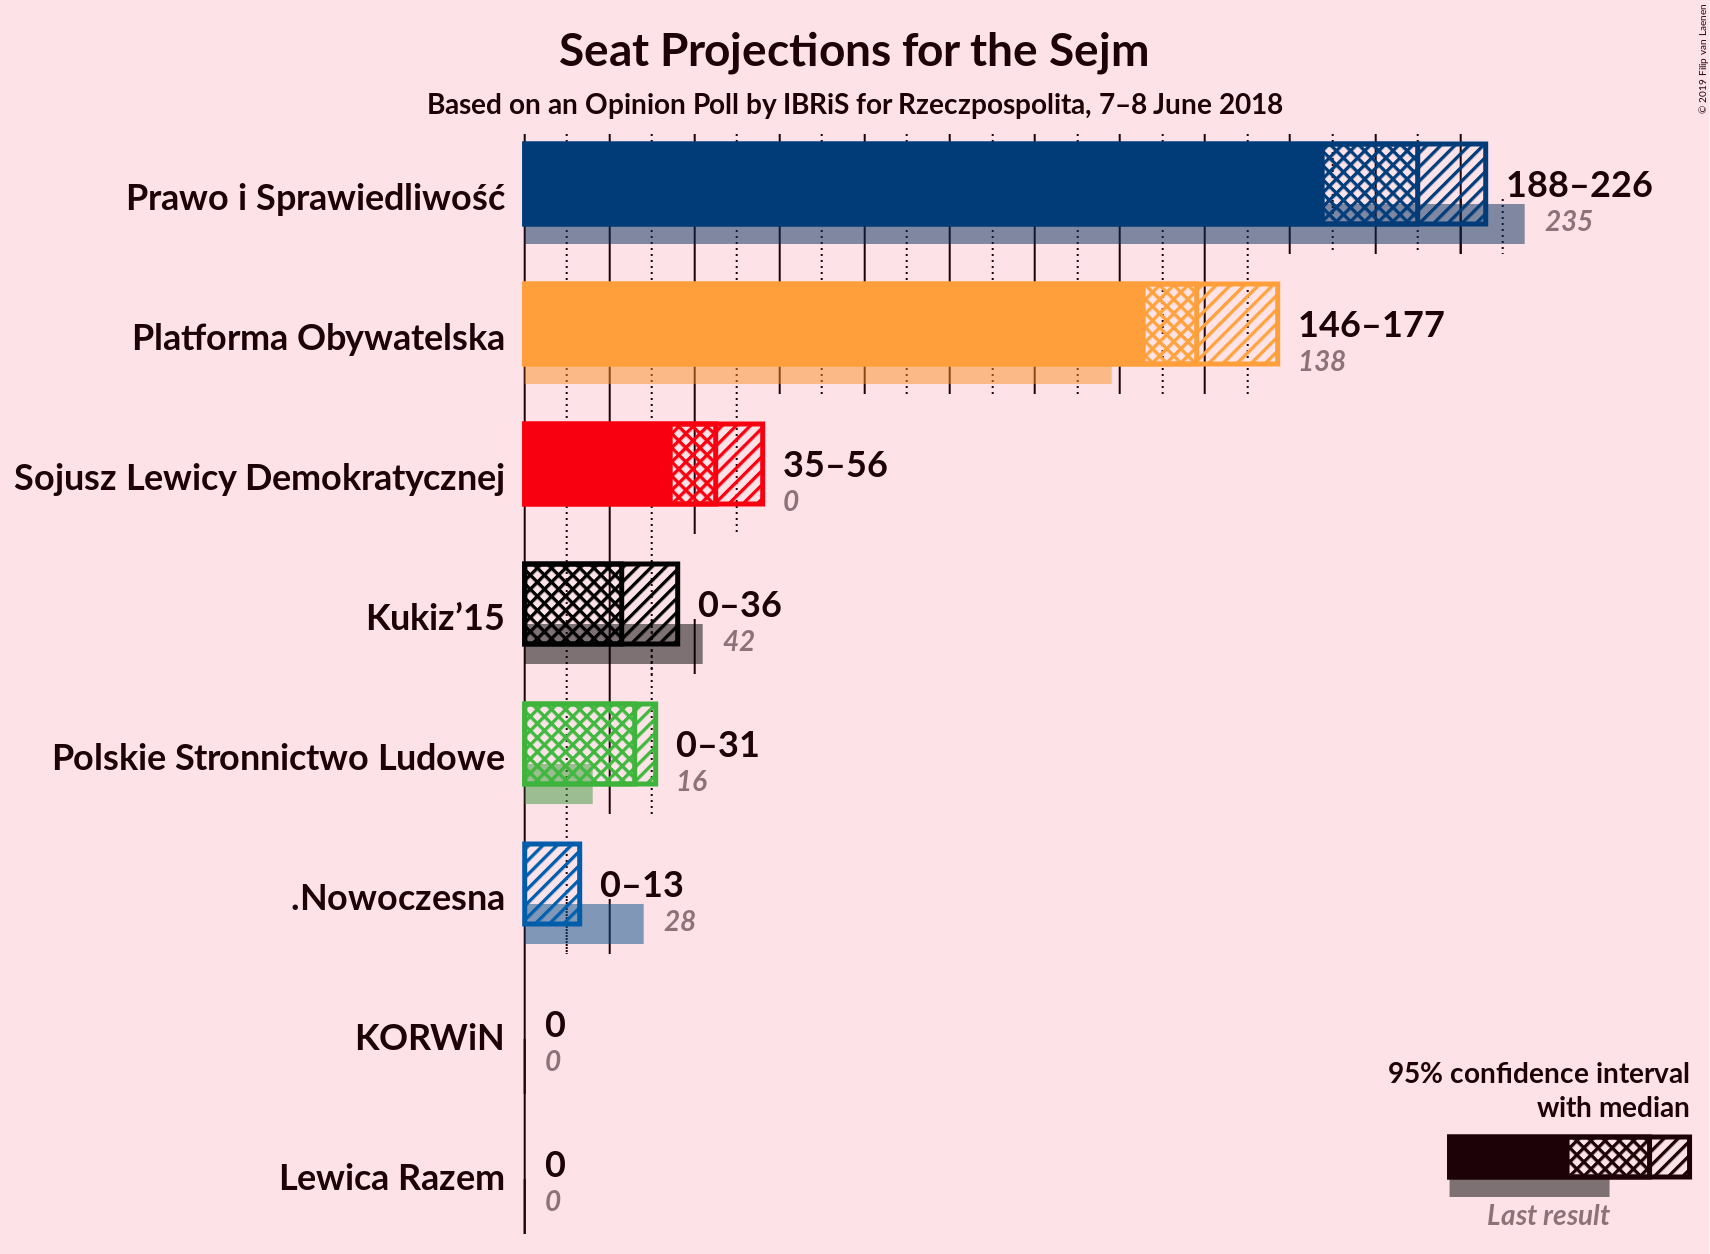 Seat Projections for the Sejm
Based on an Opinion Poll by IBRiS for Rzeczpospolita, 7–8 June 2018
© 2019 Filip van Laenen
Prawo i Sprawiedliwość
188–226
235
Platforma Obywatelska
146–177
138
Sojusz Lewicy Demokratycznej
35–56
0
Kukiz’15
0–36
42
Polskie Stronnictwo Ludowe
0–31
16
.Nowoczesna
0–13
28
KORWiN
0
0
Lewica Razem
0
0
95% confidence interval
with median
Last result